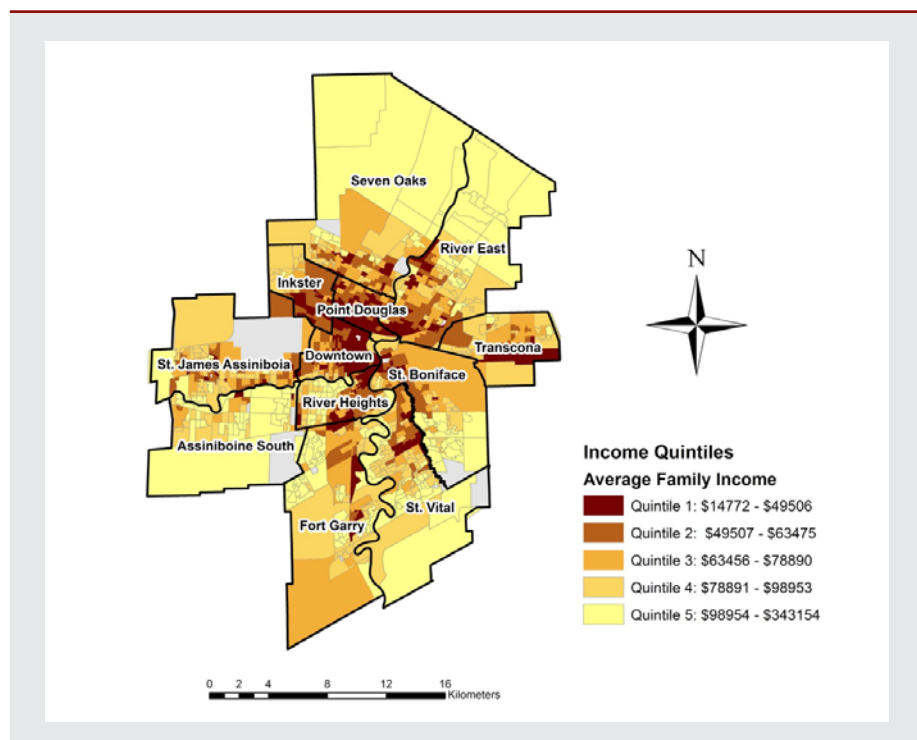 Seven Oaks
River East
N
Inkster
Point Douglas
Transcona
Downtown
St. James Assiniboia
St. Boniface
River Heights
Assiniboine South
Income Quintiles
Average Family Income
Quintile 1: $14772 - $49506
St. Vital
Fort Garry
Quintile 2: $49507 - $63475
Quintile 3: $63456 - $78890
Quintile 4: $78891 - $98953
Quintile 5: $98954 - $343154
0 2 4 8 12 16
Kilometers